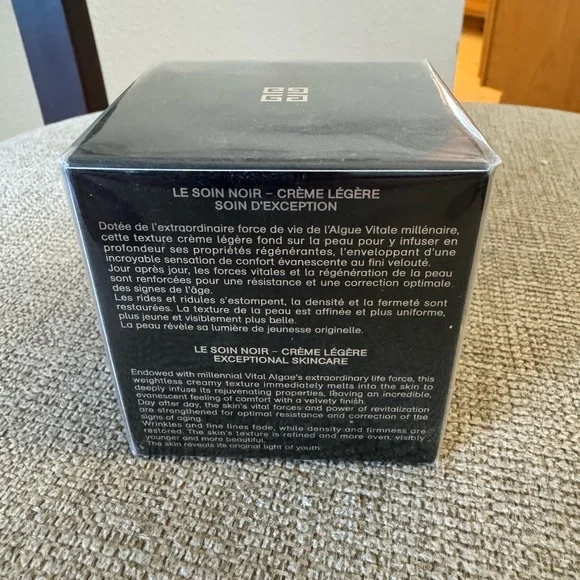 LE SOIN NOIR – CRÈME LÉGÈRE
SOIN D'EXCEPTION
Dotée de l'extraordinaire force de vie de l'Algue Vitale millénaire,
cette texture crème légère fond sur la peau pour y infuser en
profondeur ses propriétés régénérantes, l'enveloppant d'une
incroyable sensation de confort évanescente au fini velouté.
Jour après jour, les forces vitales et la régénération de la peau
sont renforcées pour une résistance et une correction optimale
des signes de l'âge.
Les rides et ridules s'estompent, la densité et la fermeté sont
restaurées. La texture de la peau est affinée et plus uniforme,
plus jeune et visiblement plus belle.
La peau révèle sa lumière de jeunesse originelle.
LE SOIN NOIR – CRÈME LÉGÈRE
EXCEPTIONAL SKINCARE
Endowed with millennial Vital Algae's extraordinary life force, this
weightless creamy texture immediately melts into the skin to
deeply infuse its rejuvenating properties, leaving an incredible,
evanescent feeling of comfort with a velvety finish.
Day after day, the skin's vital forces and power of revitalization
are strengthened for optimal resistance and correction of the
signs of aging.
Wrinkles and fine lines fade, while density and firmness are
restored. The skin's texture is refined and more even, visibly
younger and more beautiful.
The skin reveals its original light of youth.